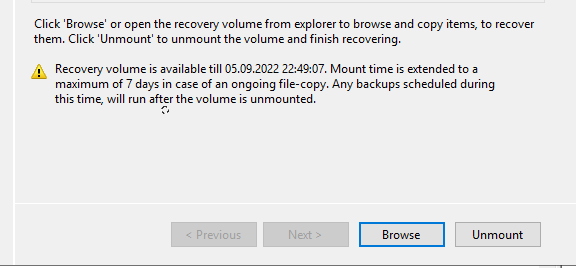 Click 'Browse' or open the recovery volume from explorer to browse and copy items, to recover
them. Click 'Unmount' to unmount the volume and finish recovering.
Recovery volume is available till 05.09.2022 22:49:07. Mount time is extended to a
maximum of 7 days in case of an ongoing file-copy. Any backups scheduled during
this time, will run after the volume is unmounted.
< Previous
Next >
Browse
Unmount